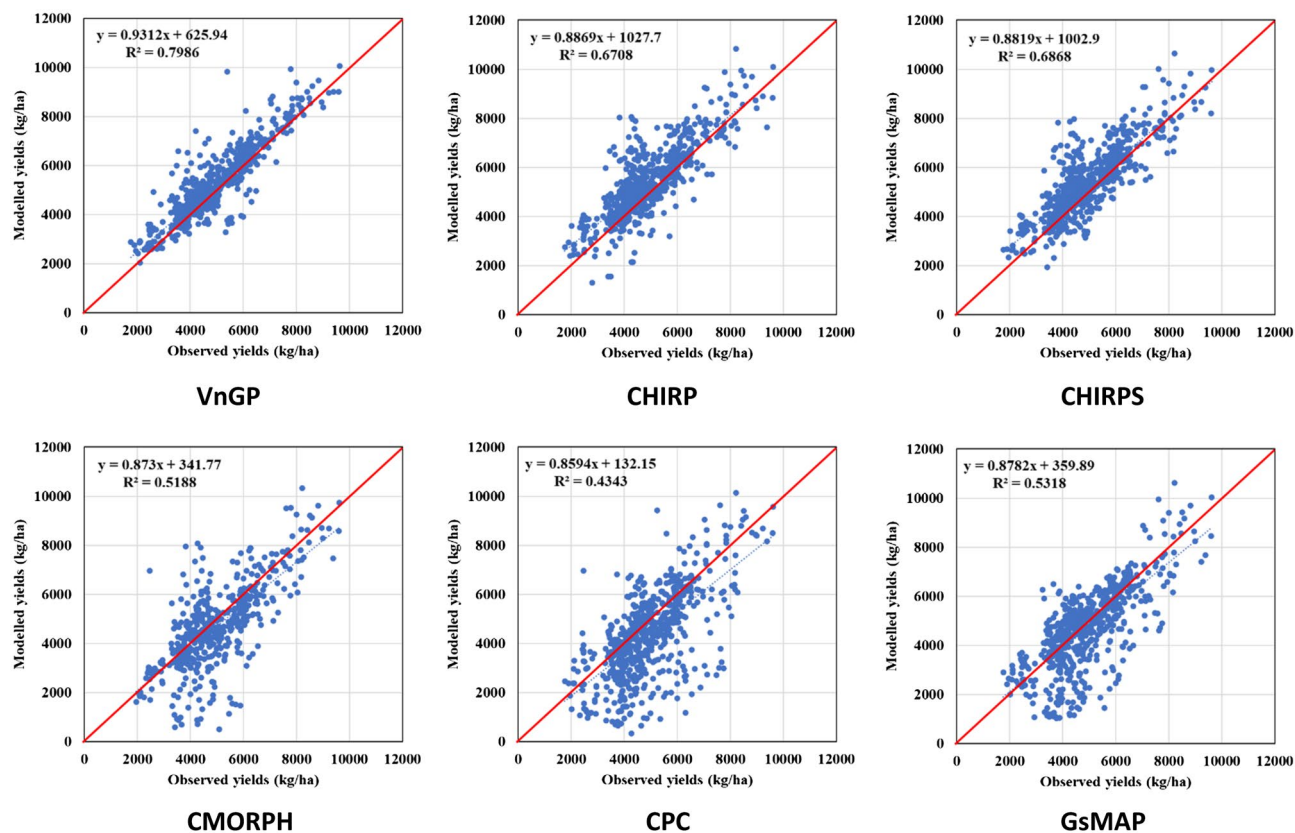 y = 0.9312x + 625.94
R² = 0.7986
12000
10000
8000
6000
4000
2000
0
Modelled yields (kg/ha)
0 2000 4000 6000 8000 10000 12000
Observed yields (kg/ha)
VnGP
y = 0.8869x + 1027.7
R² = 0.6708
12000
10000
8000
6000
4000
2000
0
Modelled yields (kg/ha)
0 2000 4000 6000 8000 10000 12000
Observed yields (kg/ha)
CHIRP
y = 0.8819x + 1002.9
R² = 0.6868
12000
10000
8000
6000
4000
2000
0
Modelled yields (kg/ha)
0 2000 4000 6000 8000 10000 12000
Observed yields (kg/ha)
CHIRPS
y = 0.873x + 341.77
R² = 0.5188
12000
10000
8000
6000
4000
2000
0
Modelled yields (kg/ha)
0 2000 4000 6000 8000 10000 12000
Observed yields (kg/ha)
CMORPH
y = 0.8594x + 132.15
R² = 0.4343
12000
10000
8000
6000
4000
2000
0
Modelled yields (kg/ha)
0 2000 4000 6000 8000 10000 12000
Observed yields (kg/ha)
CPC
y = 0.8782x + 359.89
R² = 0.5318
12000
10000
8000
6000
4000
2000
0
Modelled yields (kg/ha)
0 2000 4000 6000 8000 10000 12000
Observed yields (kg/ha)
GsMAP